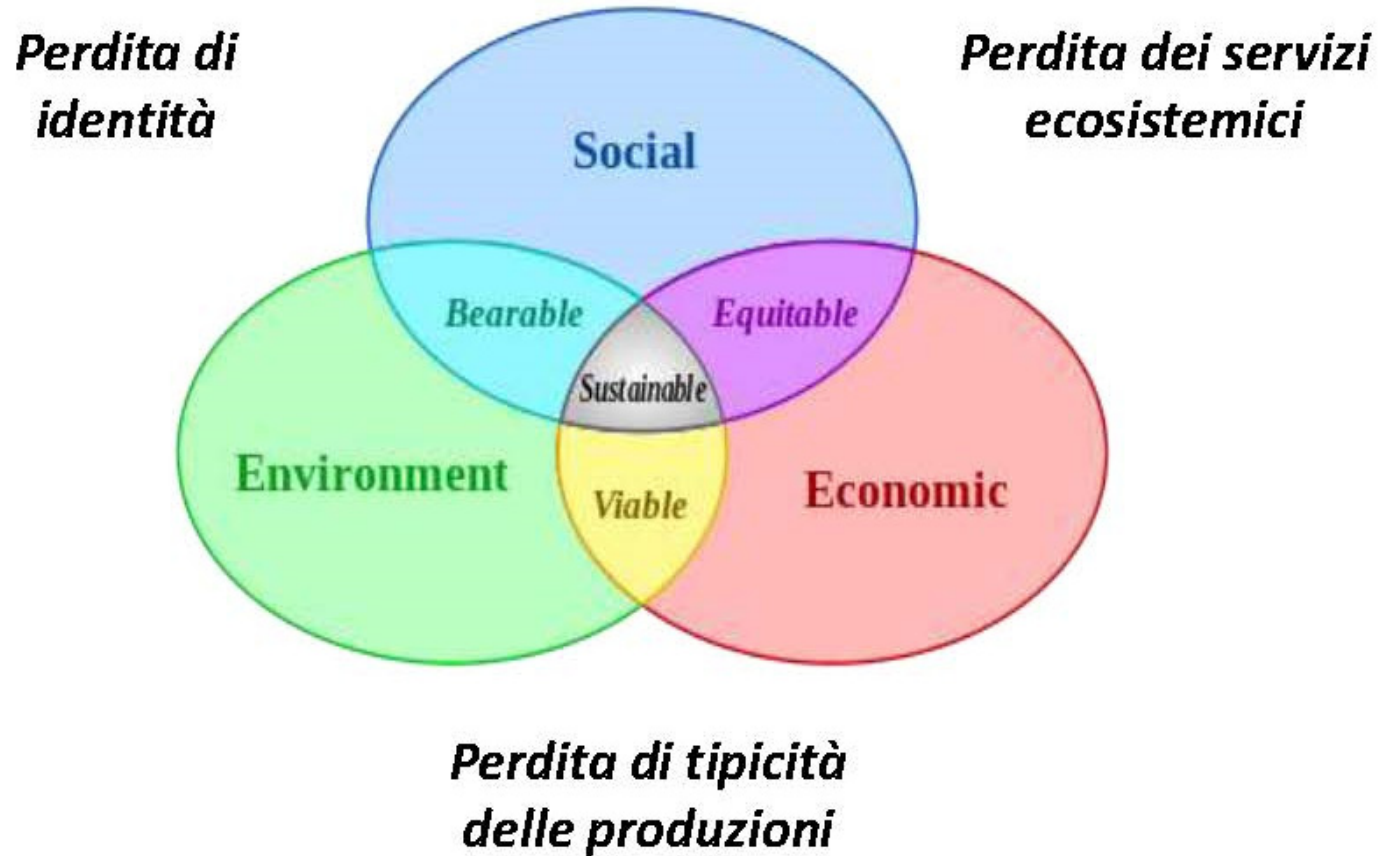 Perdita di
identità
Perdita dei servizi
ecosistemici
Social
Bearable
Equitable
Sustainable
Environment
Economic
Viable
Perdita di tipicità
delle produzioni